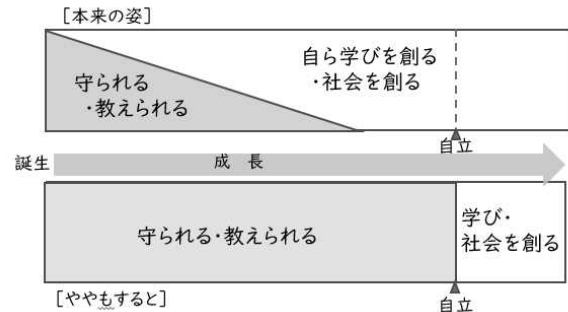 ［本来の姿］
守られる
・教えられる
自ら学びを創る
・社会を創る
自立
誕生
成 長
守られる・教えられる
学び・
社会を創る
［ややもすると］
自立